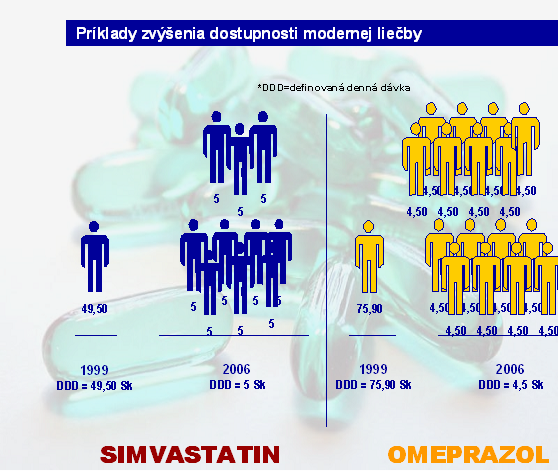 Príklady zvýšenia dostupnosti modernej liečby
*DDD=definovaná denná dávka
5 5
5
4,50 4,50 4,50 4,50
4,50 4,50 4,50 4,50
49,50
5 5 5 5
5 5 5
75,90
4,50 4,50 4,50 4,50
4,50 4,50 4,50 4,50
1999
DDD = 49,50 Sk
2006
DDD = 5 Sk
1999
DDD = 75,90 Sk
2006
DDD = 4,5 Sk
SIMVASTATIN
OMEPRAZOL